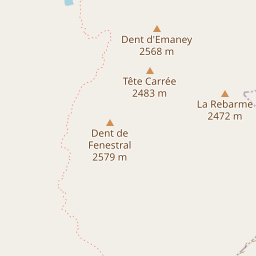 Dent d'Emaney
2568 m
Tête Carrée
2483 m
La Rebarme
2472 m
Dent de
Fenestral
2579 m